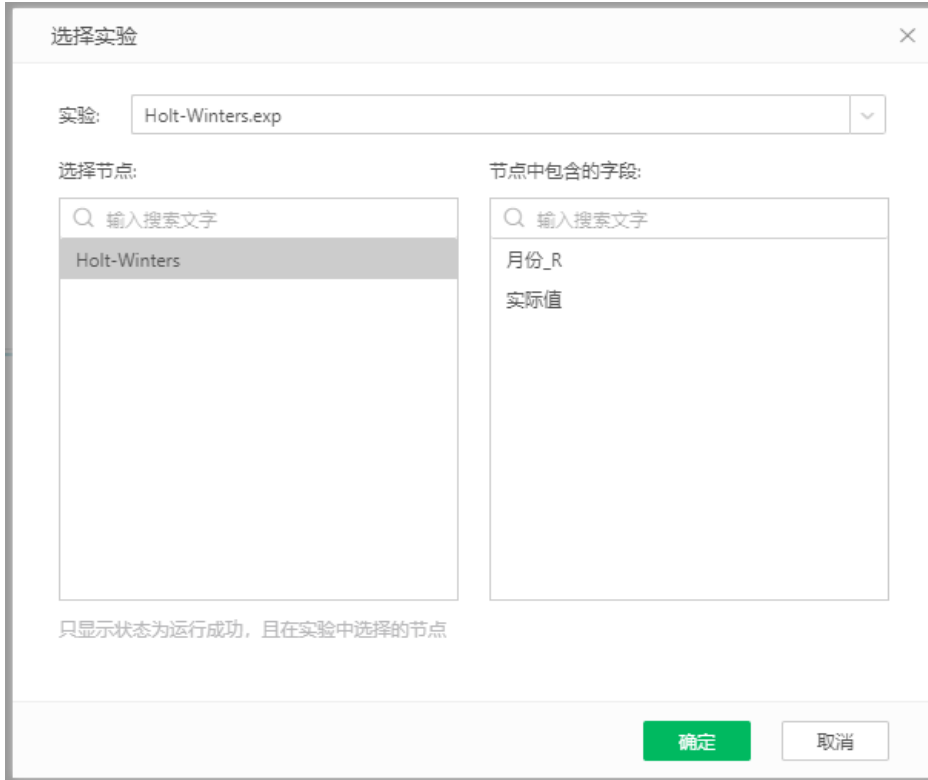 选择实验
实验: Holt-Winters.exp
选择节点:
输入搜索文字
Holt-Winters
节点中包含的字段:
输入搜索文字
月份_R
实际值
只显示状态为运行成功，且在实验中选择的节点
确定
取消